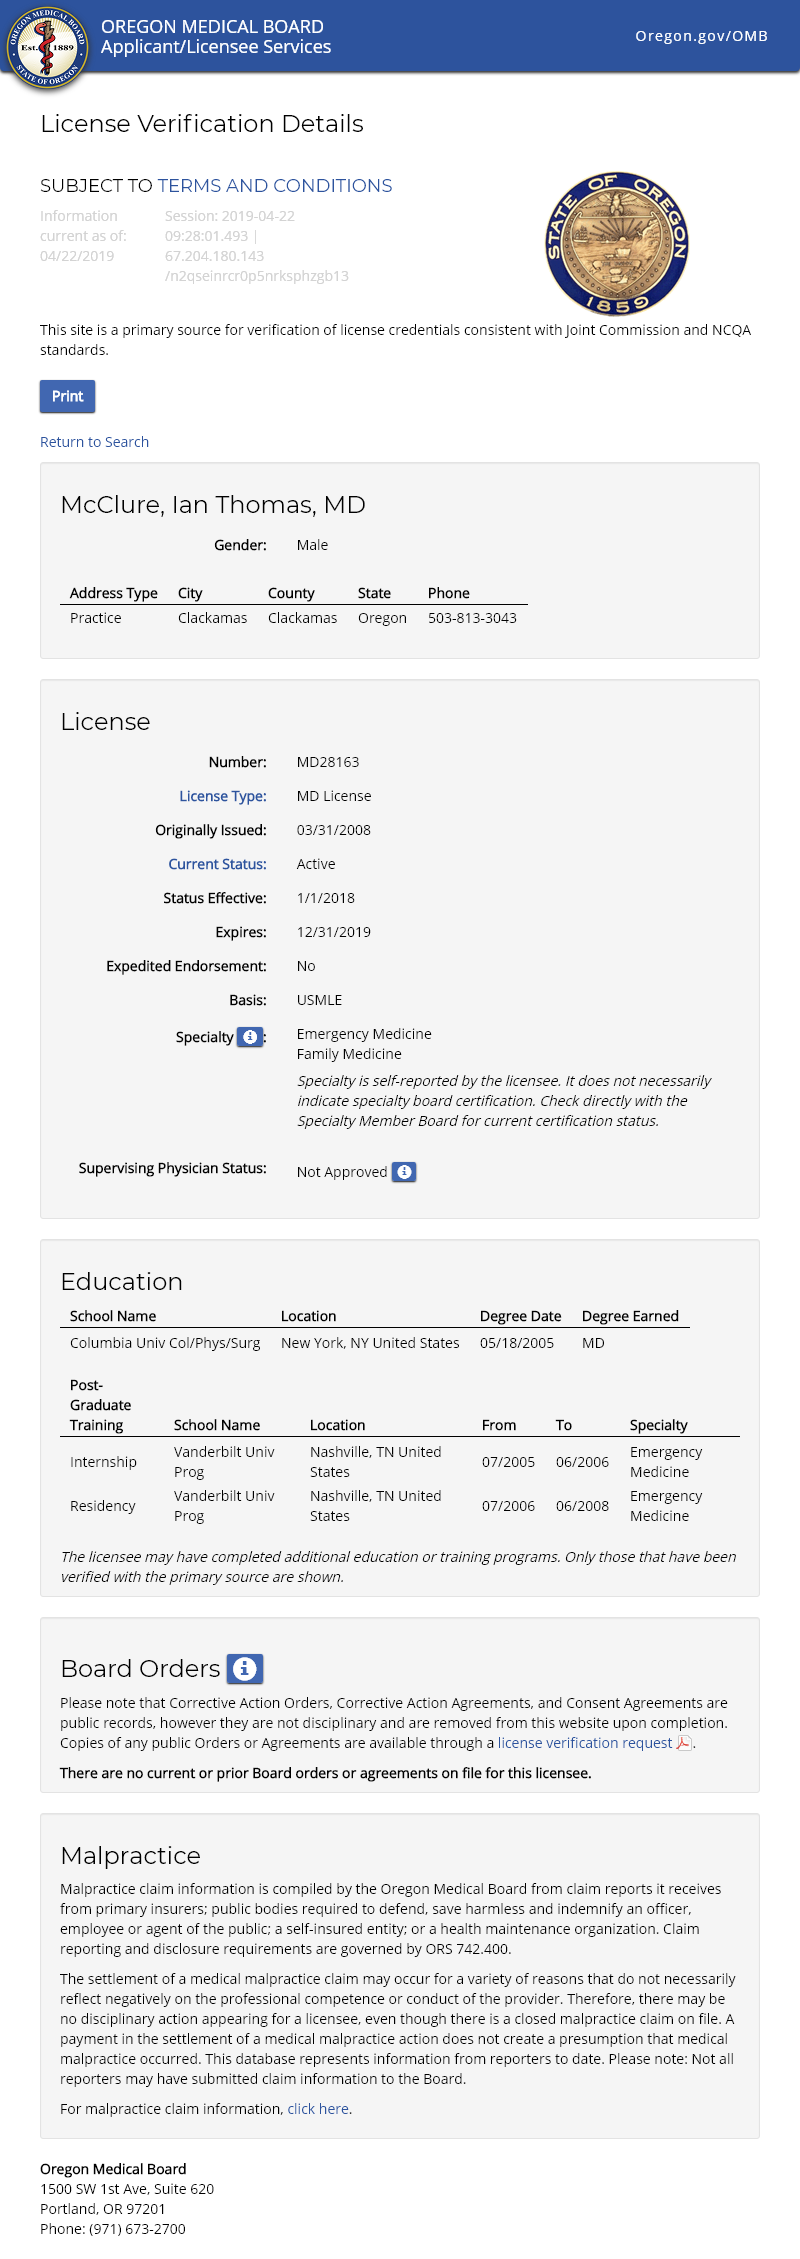 OREGON MEDICAL BOARD
Applicant/Licensee Services
Oregon.gov/OMB
OREGON MEDICAL BOARD
Est. 1889
STATE OF OREGON
License Verification Details
SUBJECT TO TERMS AND CONDITIONS
Information current as of: 04/22/2019
Session: 2019-04-22
09:28:01.493 |
67.204.180.143
/n2qseinrcr0p5nrksphzgb13
STATE OF OREGON
1859
This site is a primary source for verification of license credentials consistent with Joint Commission and NCQA
standards.
Print
Return to Search
McClure, Ian Thomas, MD
Gender: Male
Address Type City County State Phone
Practice Clackamas Clackamas Oregon 503-813-3043
License
Number: MD28163
License Type: MD License
Originally Issued: 03/31/2008
Current Status: Active
Status Effective: 1/1/2018
Expires: 12/31/2019
Expedited Endorsement: No
Basis: USMLE
Specialty : Emergency Medicine
Family Medicine
Specialty is self-reported by the licensee. It does not necessarily
indicate specialty board certification. Check directly with the
Specialty Member Board for current certification status.
Supervising Physician Status: Not Approved
Education
School Name Location Degree Date Degree Earned
Columbia Univ Col/Phys/Surg New York, NY United States 05/18/2005 MD
Post-
Graduate
Training School Name Location From To Specialty
Internship Vanderbilt Univ Prog Nashville, TN United States 07/2005 06/2006 Emergency Medicine
Residency Vanderbilt Univ Prog Nashville, TN United States 07/2006 06/2008 Emergency Medicine
The licensee may have completed additional education or training programs. Only those that have been
verified with the primary source are shown.
Board Orders
Please note that Corrective Action Orders, Corrective Action Agreements, and Consent Agreements are
public records, however they are not disciplinary and are removed from this website upon completion.
Copies of any public Orders or Agreements are available through a license verification request .
There are no current or prior Board orders or agreements on file for this licensee.
Malpractice
Malpractice claim information is compiled by the Oregon Medical Board from claim reports it receives
from primary insurers; public bodies required to defend, save harmless and indemnify an officer,
employee or agent of the public; a self-insured entity; or a health maintenance organization. Claim
reporting and disclosure requirements are governed by ORS 742.400.
The settlement of a medical malpractice claim may occur for a variety of reasons that do not necessarily
reflect negatively on the professional competence or conduct of the provider. Therefore, there may be
no disciplinary action appearing for a licensee, even though there is a closed malpractice claim on file. A
payment in the settlement of a medical malpractice action does not create a presumption that medical
malpractice occurred. This database represents information from reporters to date. Please note: Not all
reporters may have submitted claim information to the Board.
For malpractice claim information, click here.
Oregon Medical Board
1500 SW 1st Ave, Suite 620
Portland, OR 97201
Phone: (971) 673-2700